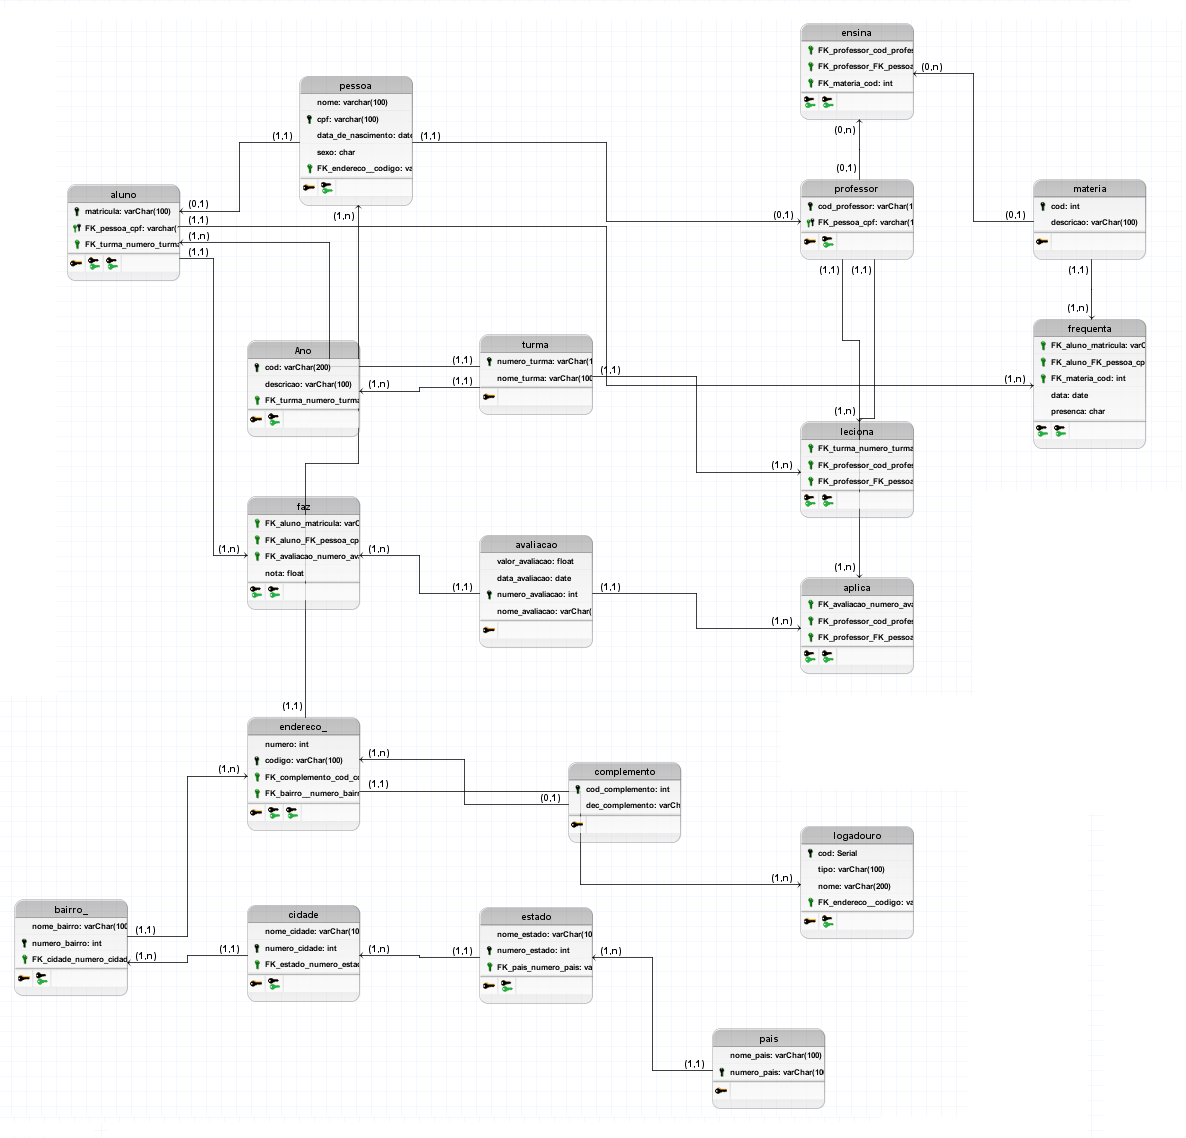 ensina
FK_professor_cod_profes
FK_professor_FK_pessoa
FK_materia_cod: int
(0,n)
(0,n)
(0,1)
pessoa
nome: varchar(100)
cpf: varchar(100)
data_de_nascimento: date
sexo: char
FK_endereco__codigo: va
(1,1)
(1,1)
(1,n)
aluno
matricula: varChar(100)
FK_pessoa_cpf: varchar(
FK_turma_numero_turma
(0,1)
(1,1)
(1,n)
(1,1)
professor
cod_professor: varChar(1
FK_pessoa_cpf: varchar(1
(0,1)
(1,1)
(1,1)
materia
cod: int
descricao: varChar(100)
(0,1)
(1,1)
(1,n)
frequenta
FK_aluno_matricula: varC
FK_aluno_FK_pessoa_cp
FK_materia_cod: int
data: date
presenca: char
(1,n)
Ano
cod: varChar(200)
descricao: varChar(100)
FK_turma_numero_turma
(1,n)
turma
numero_turma: varChar(1
nome_turma: varChar(100
(1,1)
(1,1)
(1,1)
(1,n)
leciona
FK_turma_numero_turma
FK_professor_cod_profes
FK_professor_FK_pessoa
(1,n)
faz
FK_aluno_matricula: varC
FK_aluno_FK_pessoa_cp
FK_avaliacao_numero_ava
nota: float
(1,n)
(1,n)
avaliacao
valor_avaliacao: float
data_avaliacao: date
numero_avaliacao: int
nome_avaliacao: varChar(
(1,1)
(1,1)
(1,n)
aplica
FK_avaliacao_numero_ava
FK_professor_cod_profes
FK_professor_FK_pessoa
(1,n)
(1,1)
endereco_
numero: int
codigo: varChar(100)
FK_complemento_cod_co
FK_bairro__numero_bairr
(1,n)
(1,n)
(1,1)
complemento
cod_complemento: int
dec_complemento: varCh
(0,1)
logadouro
cod: Serial
tipo: varChar(100)
nome: varChar(200)
FK_endereco__codigo: va
(1,n)
bairro_
nome_bairro: varChar(100
numero_bairro: int
FK_cidade_numero_cidad
(1,1)
(1,n)
cidade
nome_cidade: varChar(10
numero_cidade: int
FK_estado_numero_estad
(1,1)
(1,n)
estado
nome_estado: varChar(10
numero_estado: int
FK_pais_numero_pais: va
(1,1)
(1,n)
pais
nome_pais: varChar(100)
numero_pais: varChar(10
(1,1)